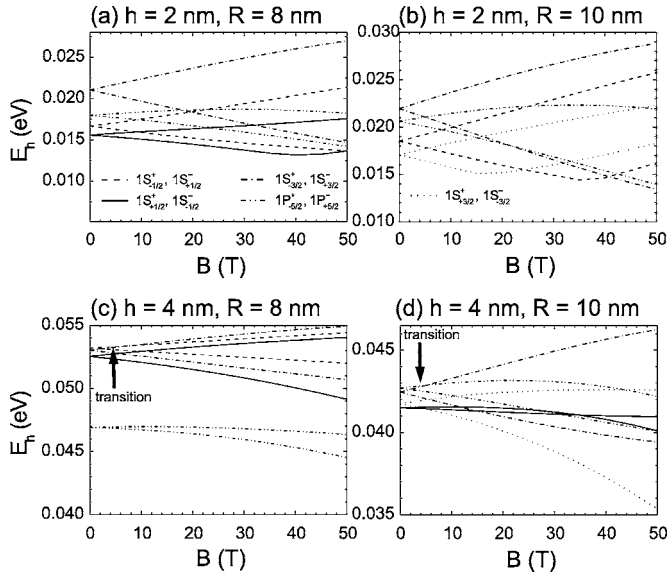 (a) h = 2 nm, R = 8 nm
(b) h = 2 nm, R = 10 nm
E_h (eV)
0.025
0.020
0.015
0.010
0 10 20 30 40 50
B (T)
1S^+_-1/2, 1S^-_+1/2
1S^+_+1/2, 1S^-_-1/2
1S^+_-3/2, 1S^-_+3/2
1P^+_-5/2, 1P^-_+5/2
0.030
0.025
0.020
0.015
0.010
0 10 20 30 40 50
B (T)
1S^+_+3/2, 1S^-_-3/2
(c) h = 4 nm, R = 8 nm
(d) h = 4 nm, R = 10 nm
E_h (eV)
0.055
0.050
0.045
0.040
0 10 20 30 40 50
B (T)
transition
0.045
0.040
0.035
0 10 20 30 40 50
B (T)
transition